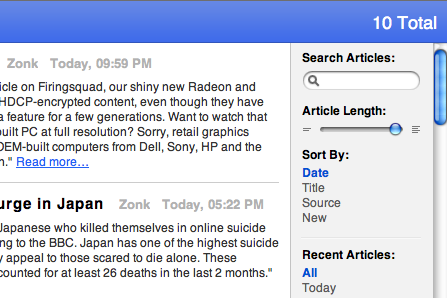 10 Total
Zonk Today, 09:59 PM
icle on Firingsquad, our shiny new Radeon and
HDCP-encrypted content, even though they have
a feature for a few generations. Want to watch that
built PC at full resolution? Sorry, retail graphics
OEM-built computers from Dell, Sony, HP and the
n." Read more…
urge in Japan Zonk Today, 05:22 PM
Japanese who killed themselves in online suicide
ng to the BBC. Japan has one of the highest suicide
y appeal to those scared to die alone. These
counted for at least 26 deaths in the last 2 months."
Search Articles:
Article Length:
Sort By:
Date
Title
Source
New
Recent Articles:
All
Today